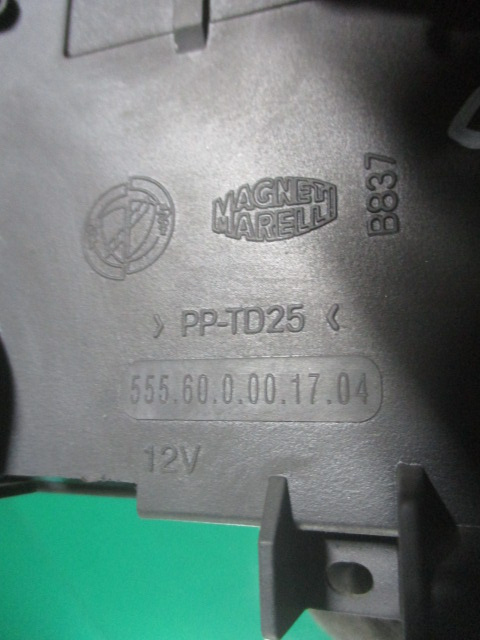 MAGNETI
MARELLI
B837
> PP-TD25 <
555.60.0.00.17.04
12V